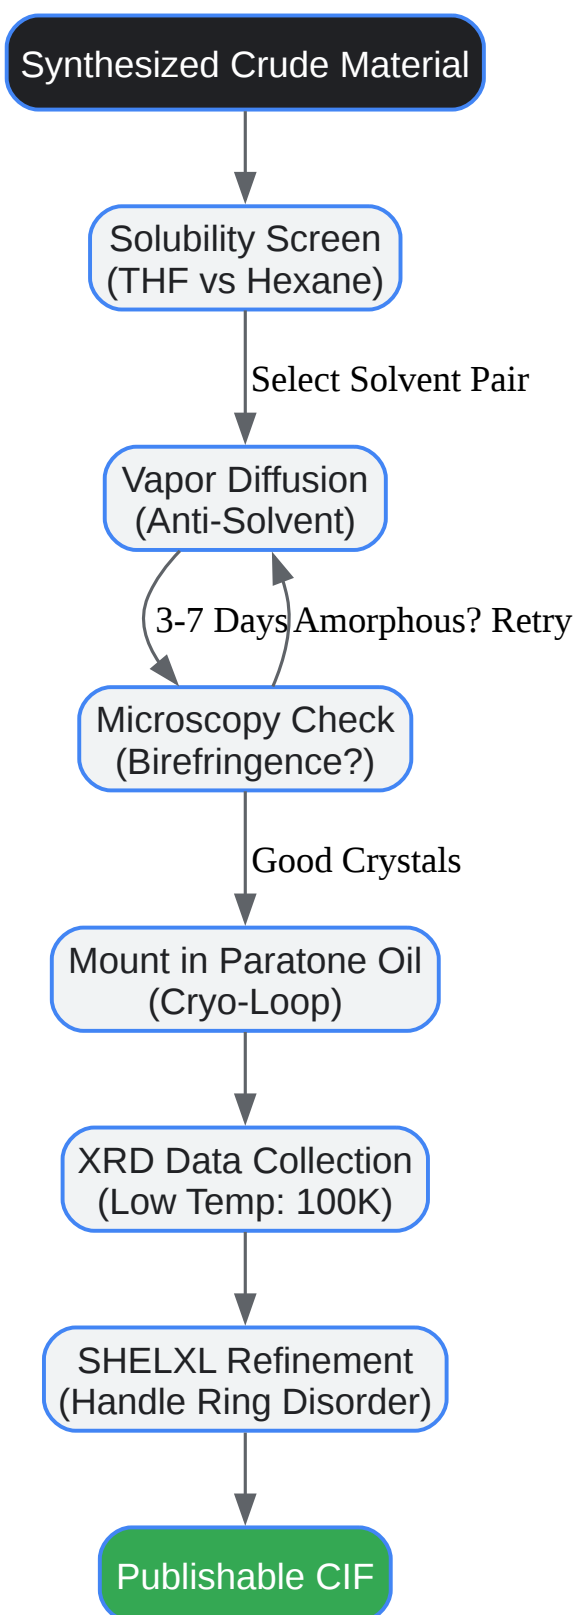 Synthesized Crude Material
Solubility Screen
(THF vs Hexane)
Select Solvent Pair
Vapor Diffusion
(Anti-Solvent)
3-7 Days
Amorphous? Retry
Microscopy Check
(Birefringence?)
Good Crystals
Mount in Paratone Oil
(Cryo-Loop)
XRD Data Collection
(Low Temp: 100K)
SHELXL Refinement
(Handle Ring Disorder)
Publishable CIF